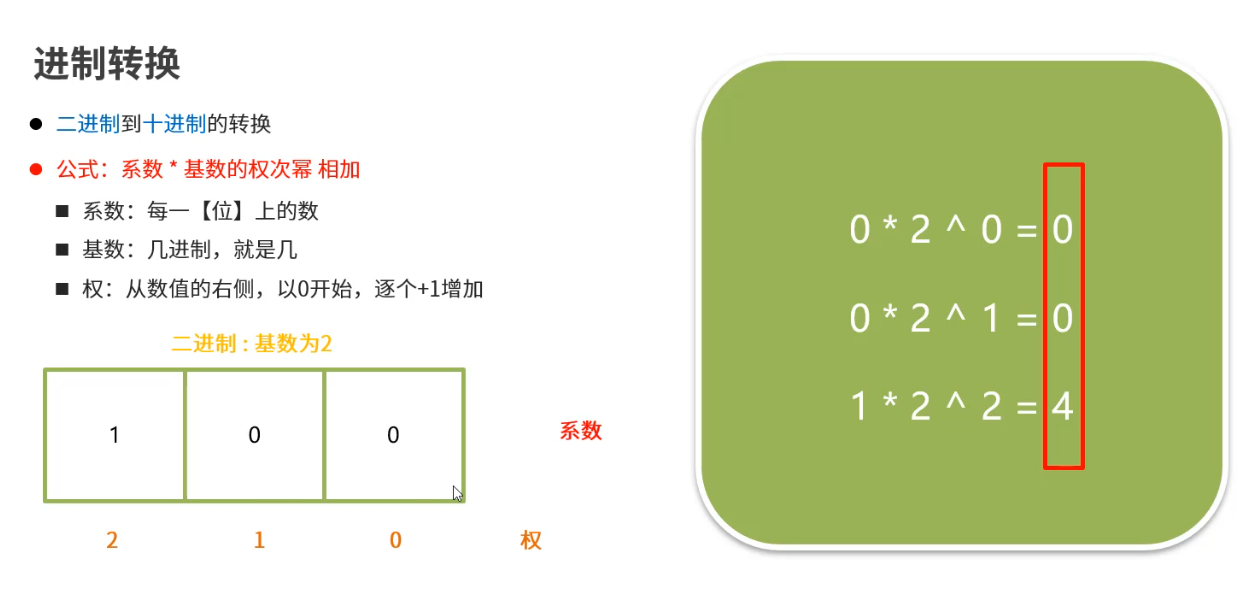 进制转换
二进制到十进制的转换
公式：系数 * 基数的权次幂 相加
系数：每一【位】上的数
基数：几进制，就是几
权：从数值的右侧，以0开始，逐个+1增加
二进制 : 基数为2
1 0 0 系数
2 1 0 权
0 * 2 ^ 0 = 0
0 * 2 ^ 1 = 0
1 * 2 ^ 2 = 4